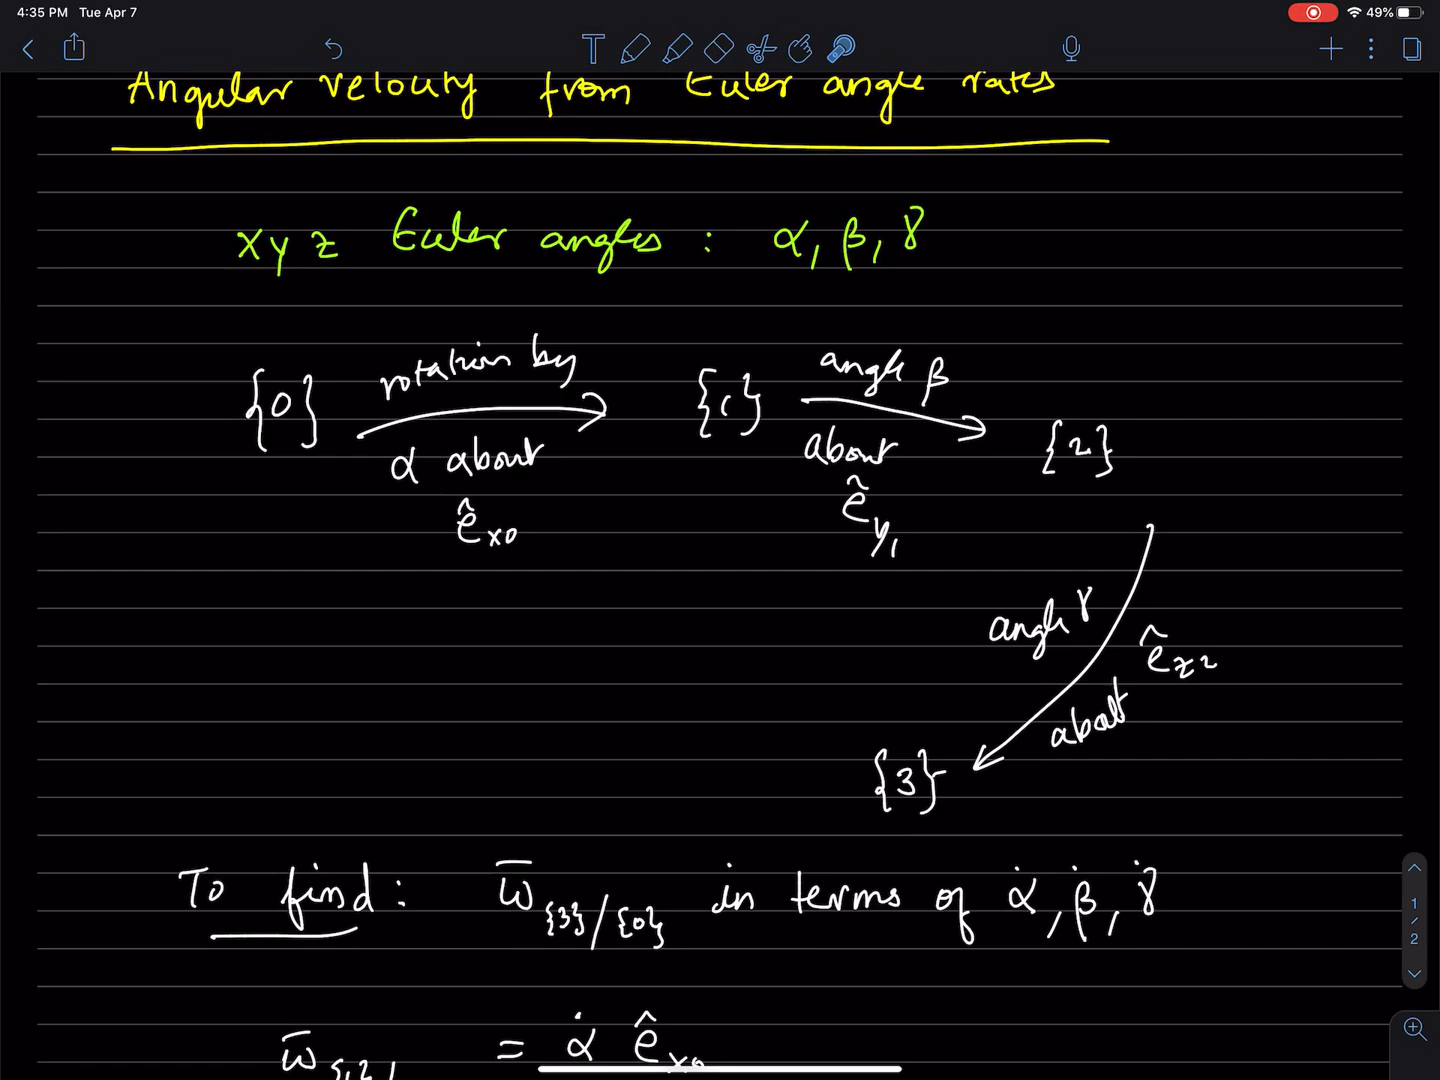 4:35 PM Tue Apr 7
49%
Angular velocity from Euler angle rates
xyz Euler angles : α, β, γ
{0} rotation by α about ê_x0 {1} angle β about ê_y1 {2}
angle γ about ê_z2
{3}
To find: ω̄_{3}/{0} in terms of α̇, β̇, γ̇
ω̄ = α̇ ê_x0
1 / 2